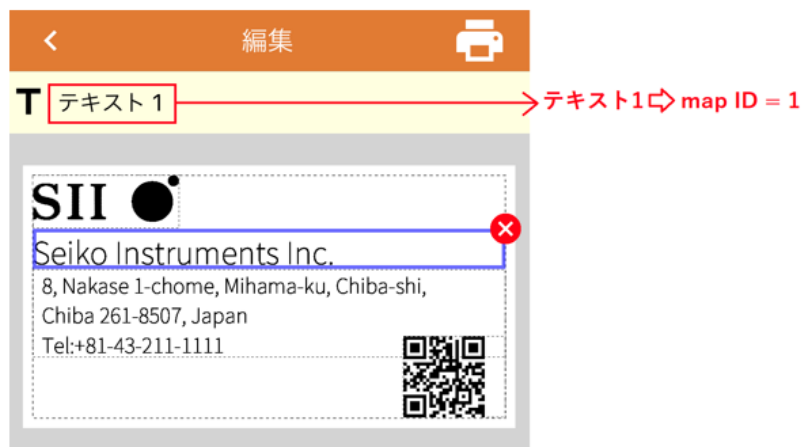 編集
T テキスト 1
テキスト1⇨ map ID = 1
SII
Seiko Instruments Inc.
8, Nakase 1-chome, Mihama-ku, Chiba-shi,
Chiba 261-8507, Japan
Tel:+81-43-211-1111